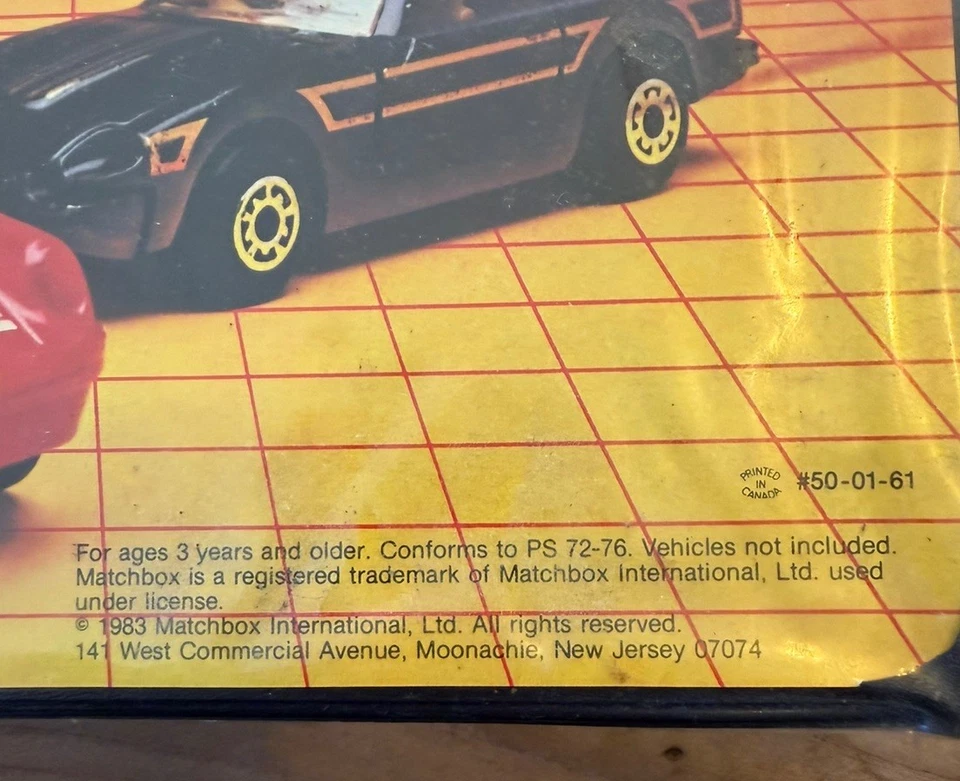 PRINTED
IN
CANADA
#50-01-61
For ages 3 years and older. Conforms to PS 72-76. Vehicles not included.
Matchbox is a registered trademark of Matchbox International, Ltd. used
under license.
© 1983 Matchbox International, Ltd. All rights reserved.
141 West Commercial Avenue, Moonachie, New Jersey 07074